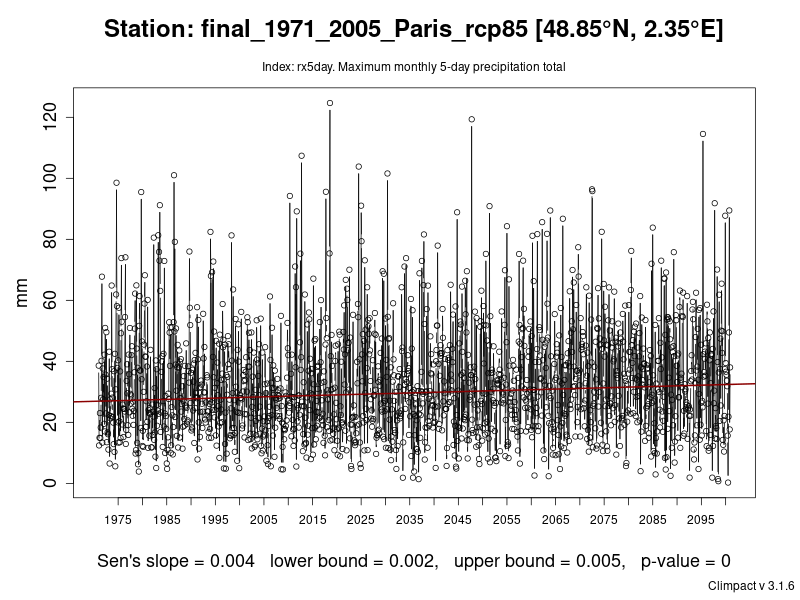 Station: final_1971_2005_Paris_rcp85 [48.85°N, 2.35°E]
Index: rx5day. Maximum monthly 5-day precipitation total
mm
120
100
80
60
40
20
0
1975 1985 1995 2005 2015 2025 2035 2045 2055 2065 2075 2085 2095
Sen's slope = 0.004 lower bound = 0.002, upper bound = 0.005, p-value = 0
Climpact v 3.1.6